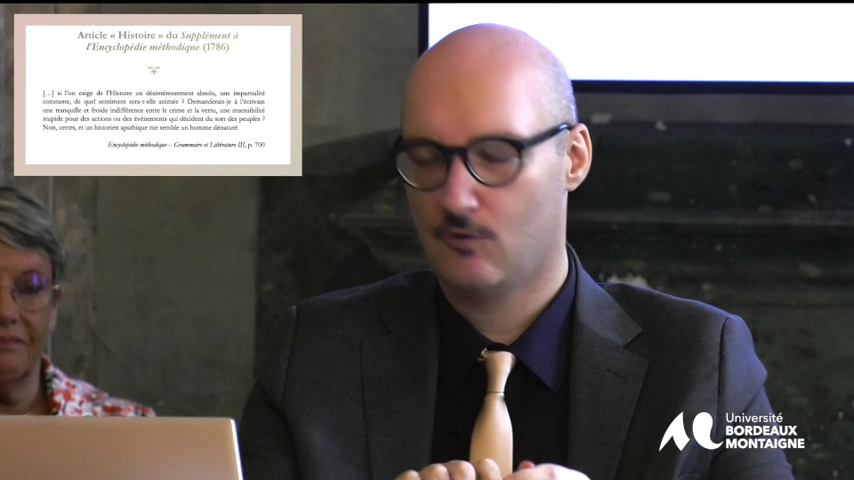 Article « Histoire » du Supplément à
l'Encyclopédie méthodique (1786)
[…] si l'on exige de l'Histoire un désintéressement absolu, une impartialité
constante, de quel sentiment sera-t-elle animée ? Demanderais-je à l'écrivain
une tranquille et froide indifférence entre le crime et la vertu, une insensibilité
stupide pour des actions ou des évènements qui décident du sort des peuples ?
Non, certes, et un historien apathique me semble un homme dénaturé.
Encyclopédie méthodique – Grammaire et Littérature III, p. 700
Université
BORDEAUX
MONTAIGNE